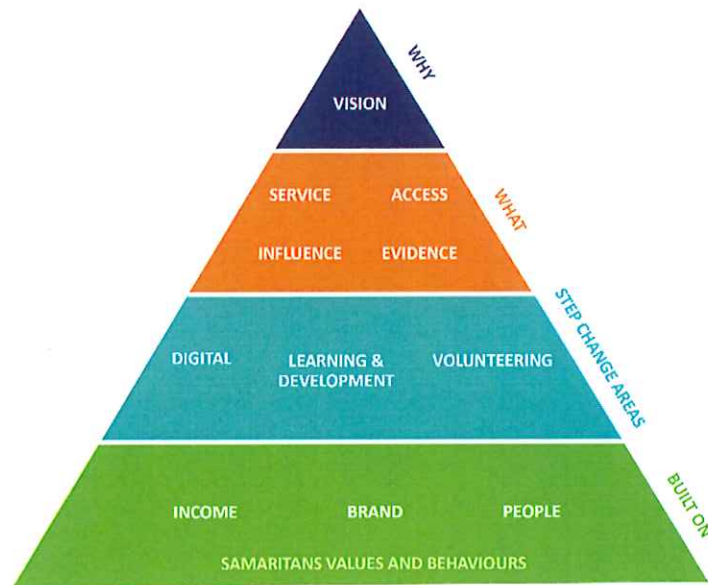 WHY
VISION
SERVICE ACCESS
WHAT
INFLUENCE EVIDENCE
STEP CHANGE AREAS
DIGITAL LEARNING & DEVELOPMENT VOLUNTEERING
BUILT ON
INCOME BRAND PEOPLE
SAMARITANS VALUES AND BEHAVIOURS